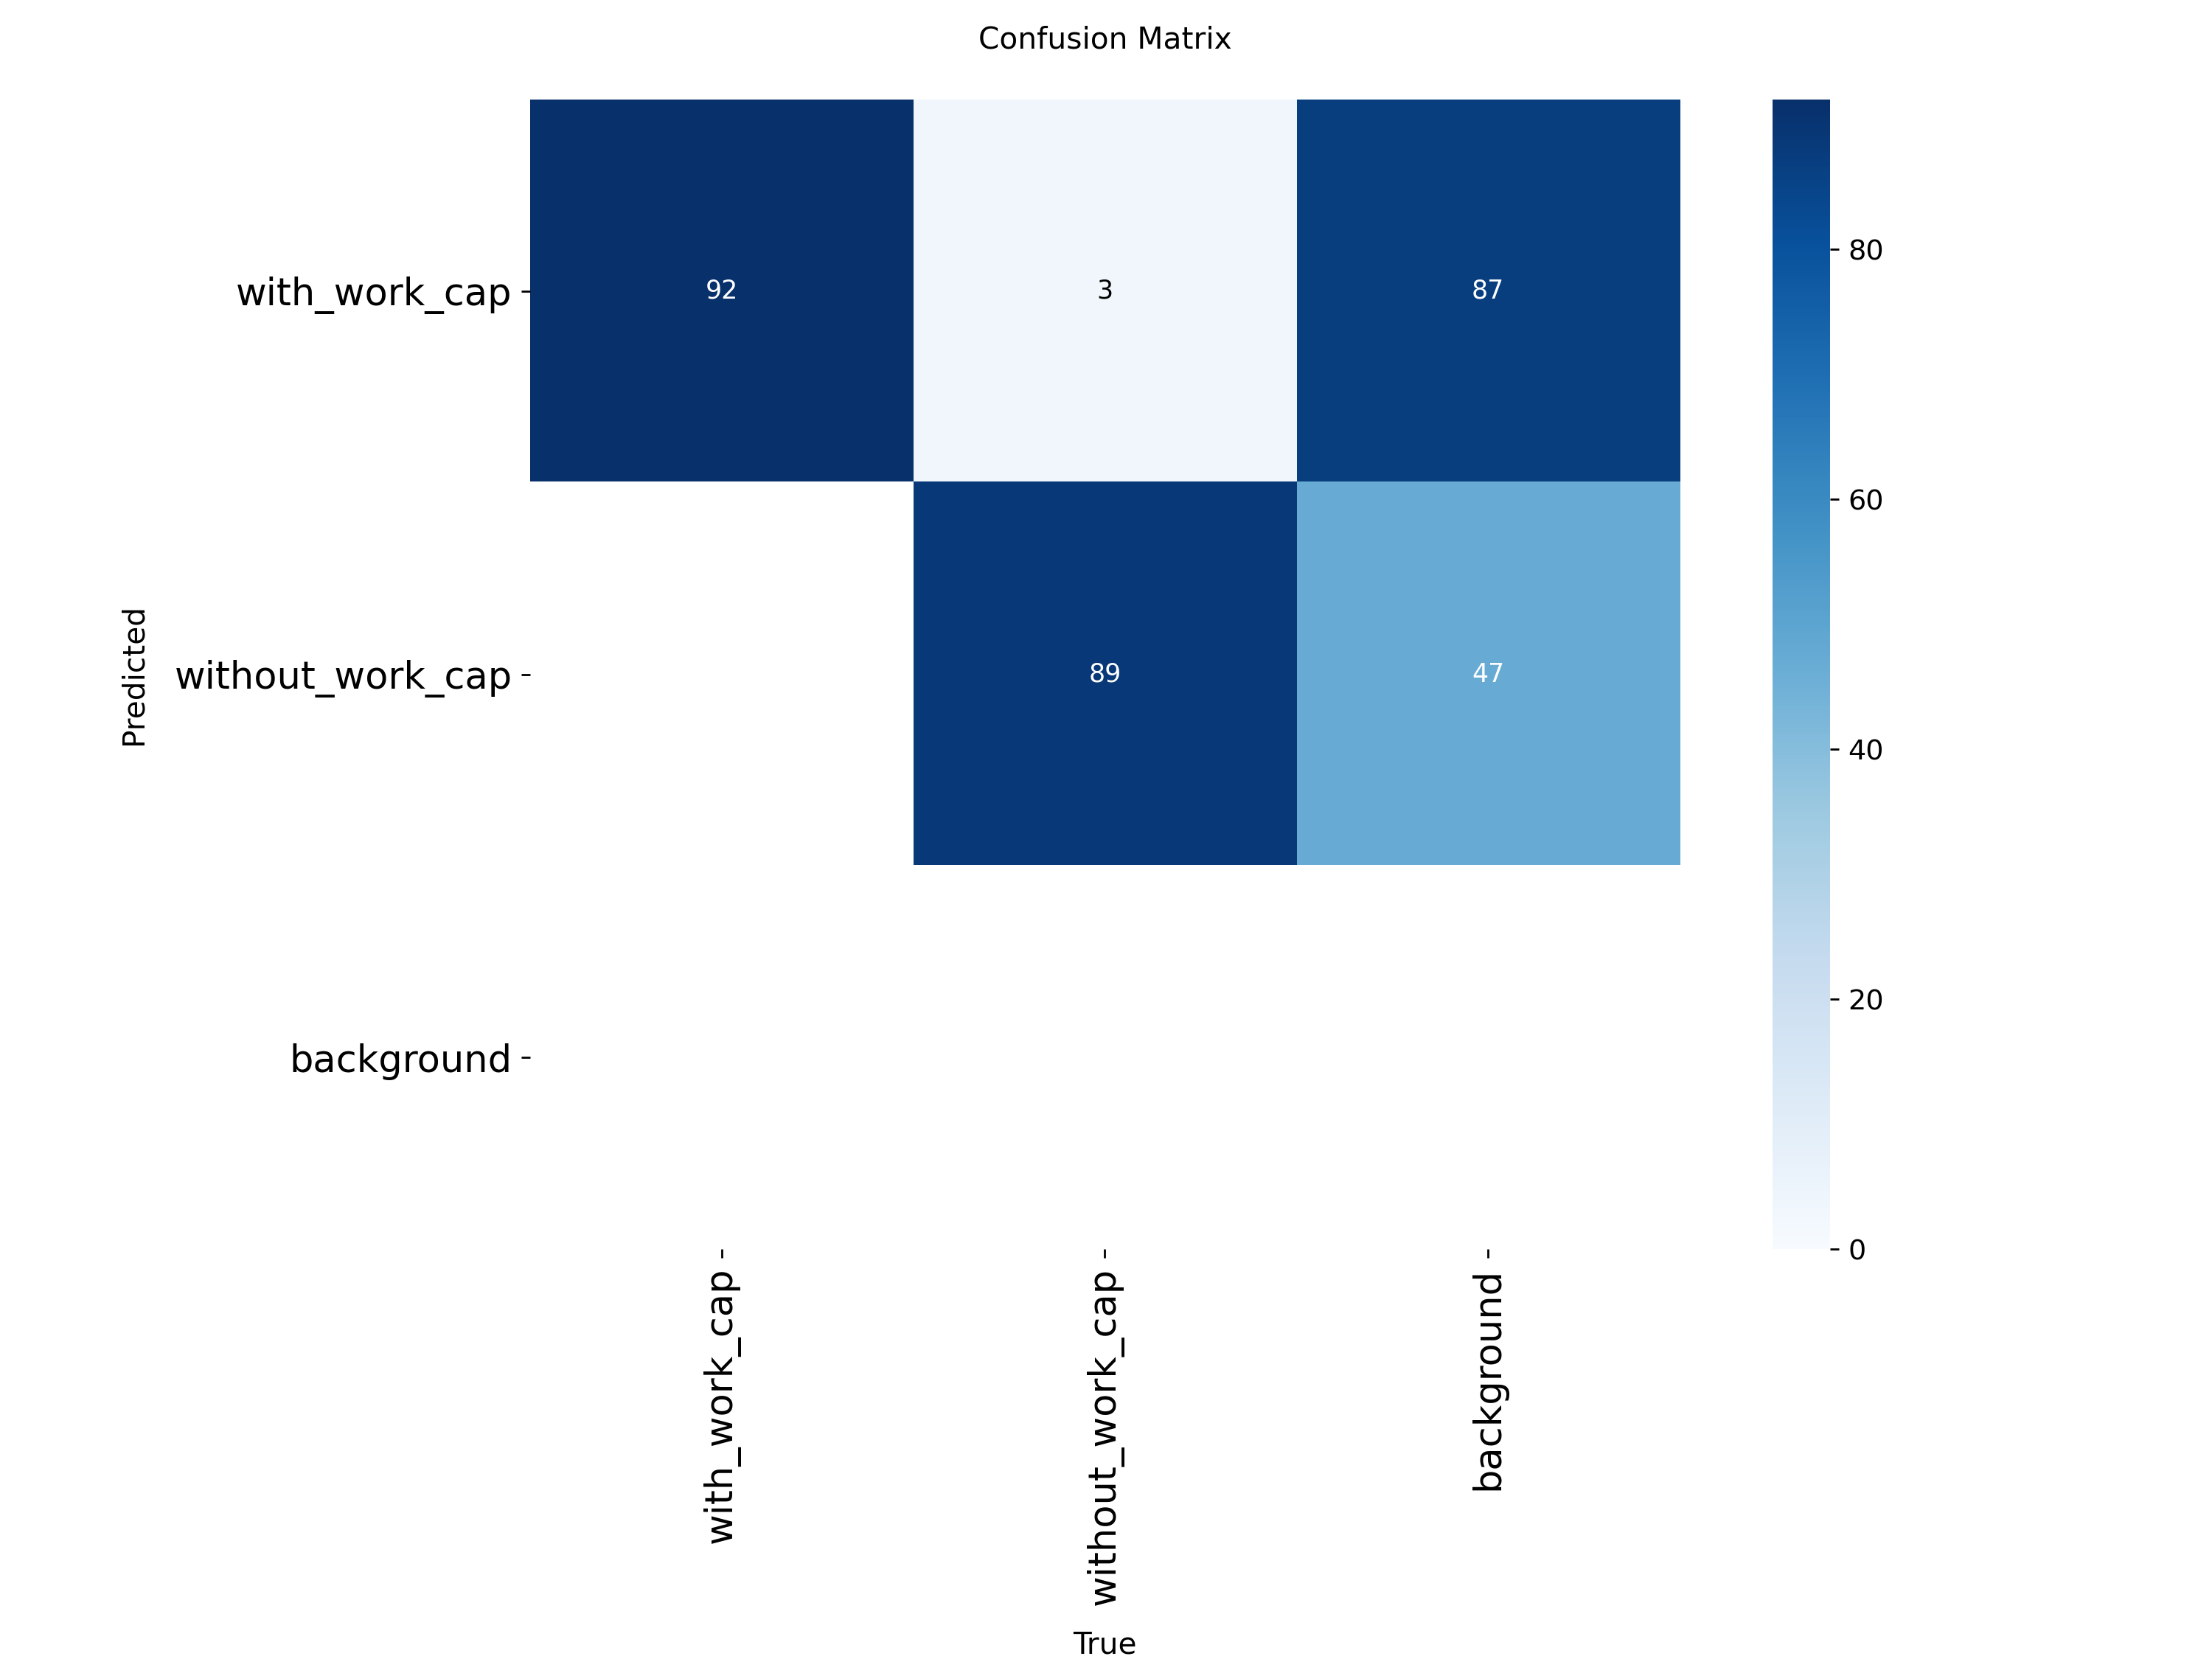 Confusion Matrix
with_work_cap
92
3
87
80
60
Predicted
without_work_cap
89
47
40
background
20
0
with_work_cap
without_work_cap
background
True